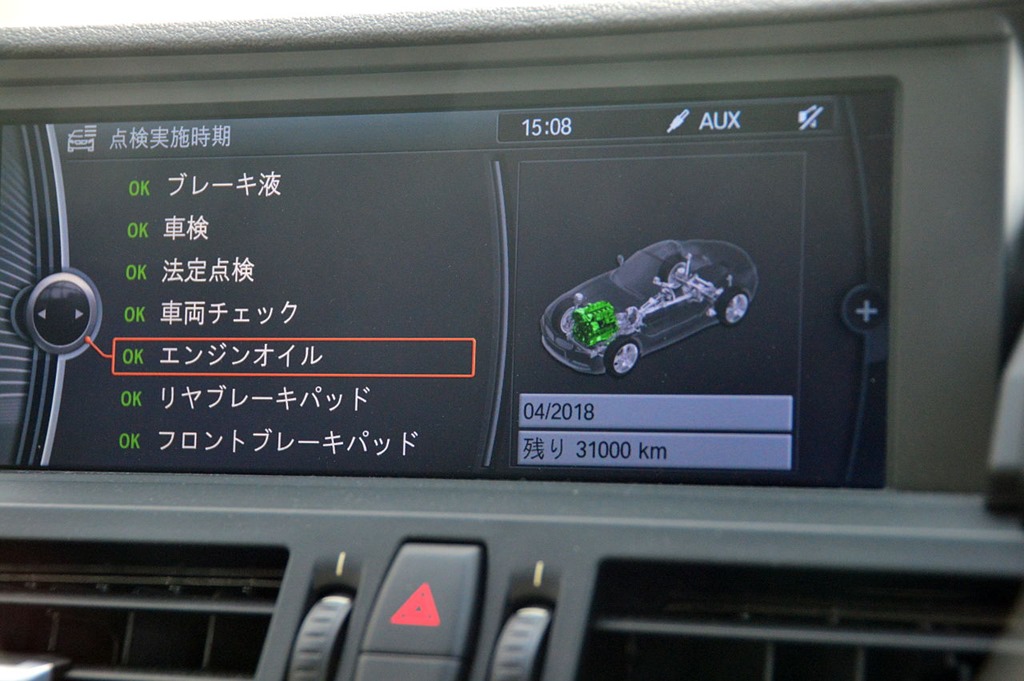 点検実施時期
15:08 AUX
OK ブレーキ液
OK 車検
OK 法定点検
OK 車両チェック
OK エンジンオイル
OK リヤブレーキパッド
OK フロントブレーキパッド
04/2018
残り 31000 km